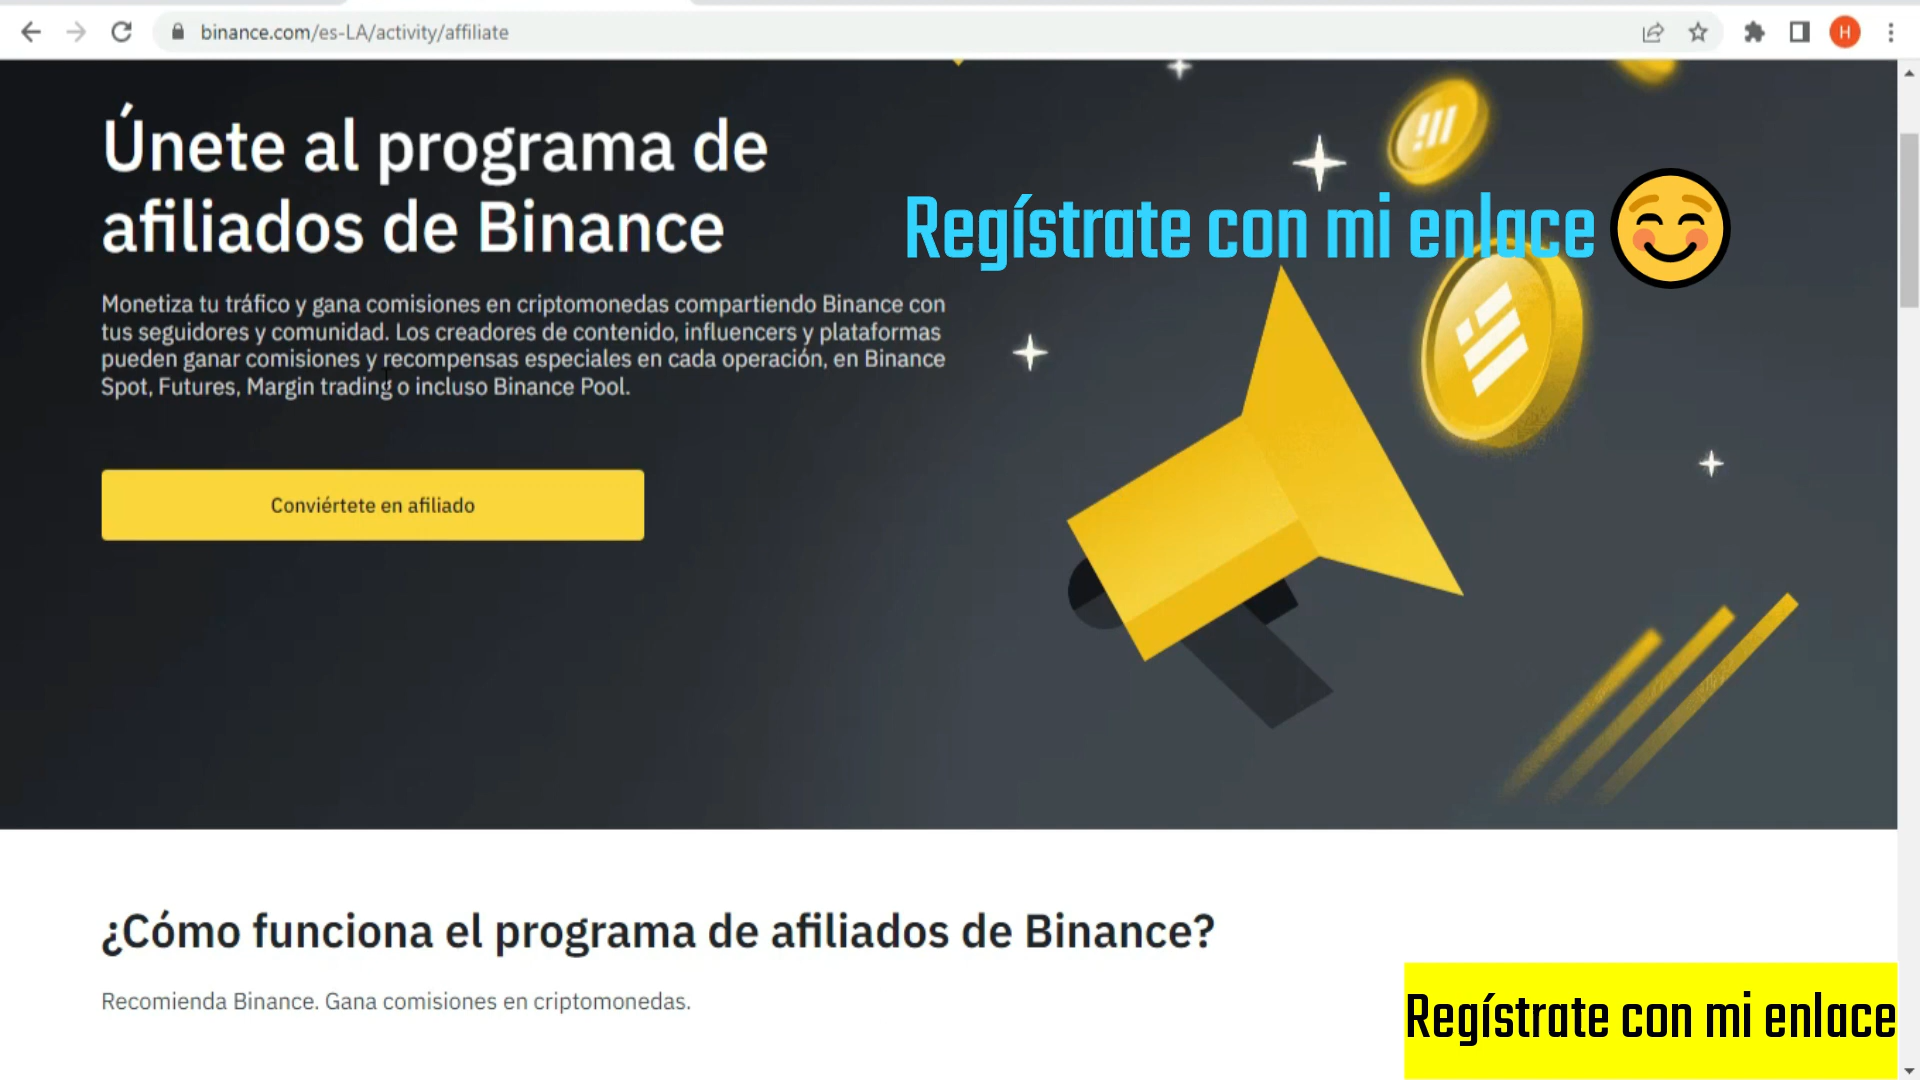 binance.com/es-LA/activity/affiliate
H
Únete al programa de
afiliados de Binance
Regístrate con mi enlace
Monetiza tu tráfico y gana comisiones en criptomonedas compartiendo Binance con
tus seguidores y comunidad. Los creadores de contenido, influencers y plataformas
pueden ganar comisiones y recompensas especiales en cada operación, en Binance
Spot, Futures, Margin trading o incluso Binance Pool.
Conviértete en afiliado
¿Cómo funciona el programa de afiliados de Binance?
Recomienda Binance. Gana comisiones en criptomonedas.
Regístrate con mi enlace